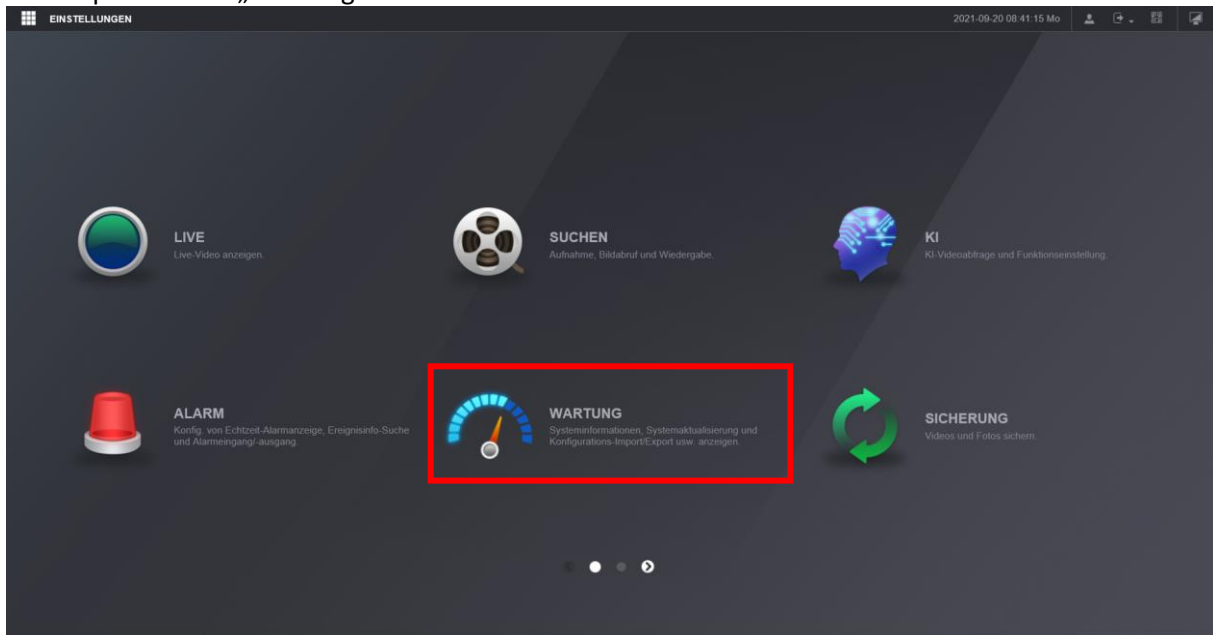 EINSTELLUNGEN
2021-09-20 08:41:15 Mo
LIVE
Live-Video anzeigen.
SUCHEN
Aufnahme, Bildabruf und Wiedergabe.
KI
KI-Videoabfrage und Funktionseinstellung.
ALARM
Konfig. von Echtzeit-Alarmanzeige, Ereignisinfo-Suche
und Alarmeingang/-ausgang.
WARTUNG
Systeminformationen, Systemaktualisierung und
Konfigurations-Import/Export usw. anzeigen.
SICHERUNG
Videos und Fotos sichern.